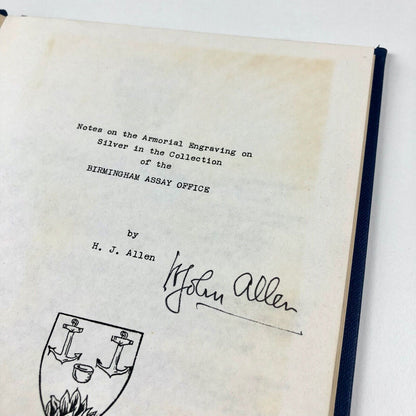 Notes on the Armorial Engraving on
Silver in the Collection
of the
BIRMINGHAM ASSAY OFFICE
by
H. J. Allen
H John Allen